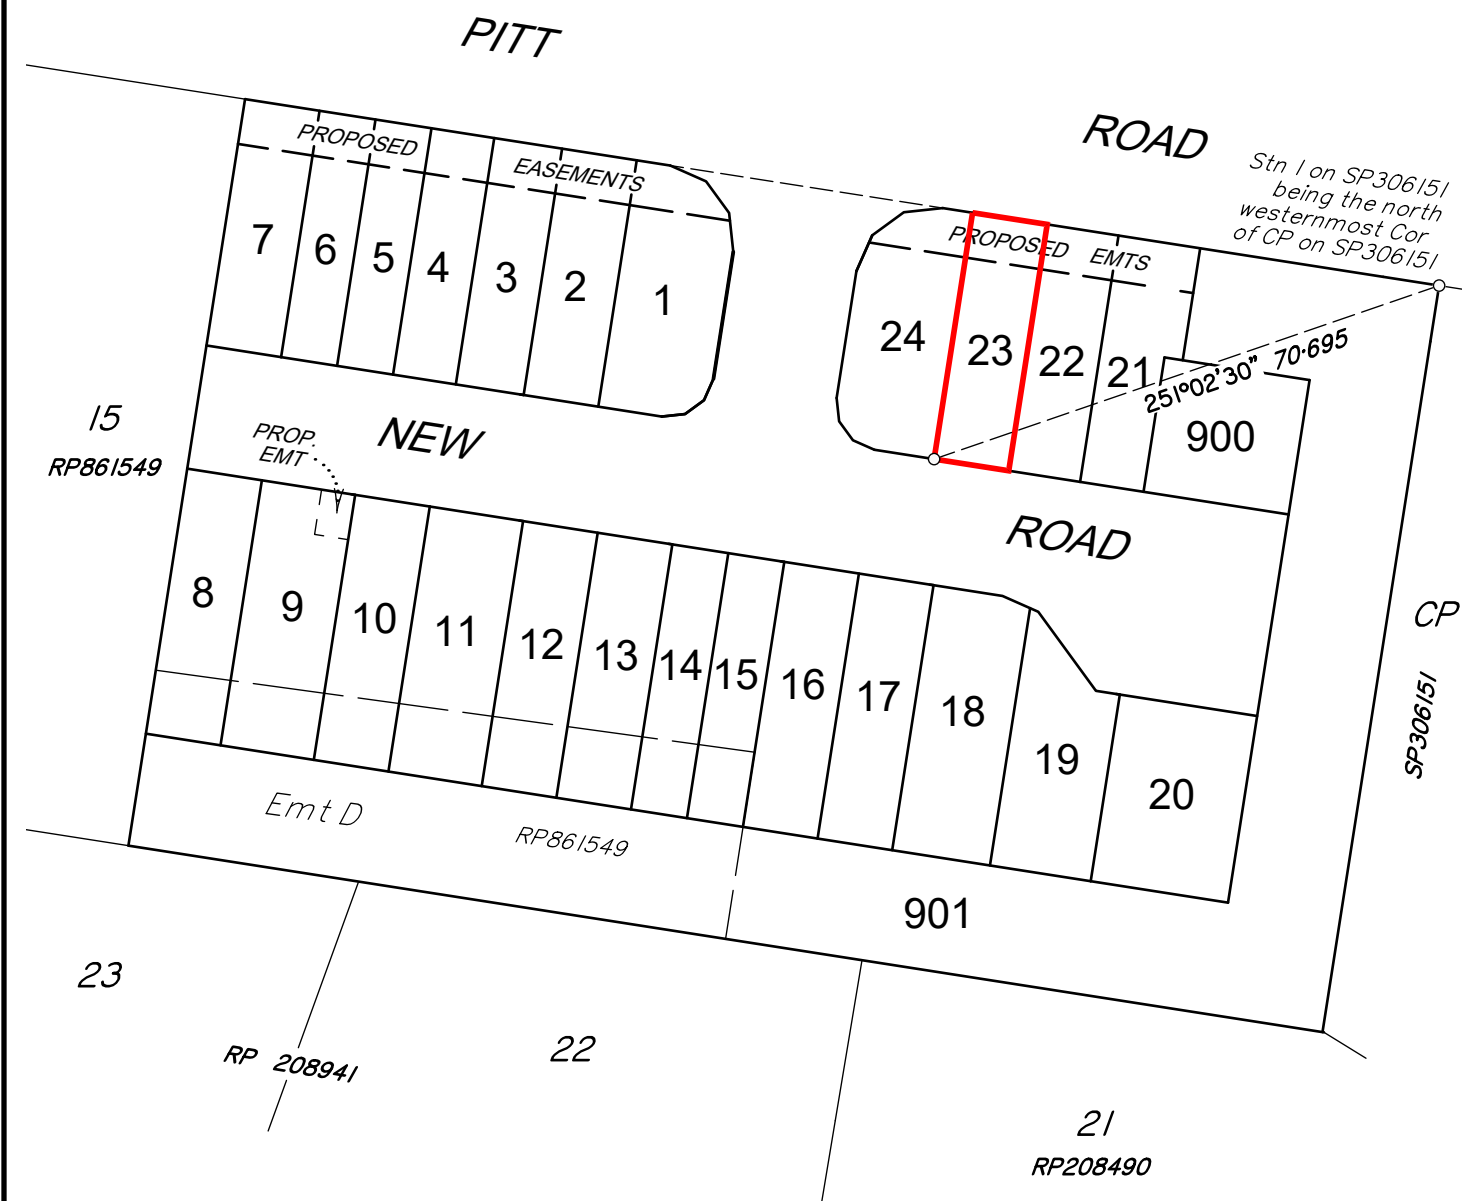 PITT
ROAD
Stn 1 on SP306151
being the north
westernmost Cor
of CP on SP306151
PROPOSED
EASEMENTS
PROPOSED EMTS
7
6
5
4
3
2
1
24
23
22
21
251°02'30" 70·695
900
15
RP861549
PROP.
EMT
NEW
ROAD
8
9
10
11
12
13
14
15
16
17
18
19
20
CP
SP306151
Emt D
RP861549
901
23
RP 208941
22
21
RP208490